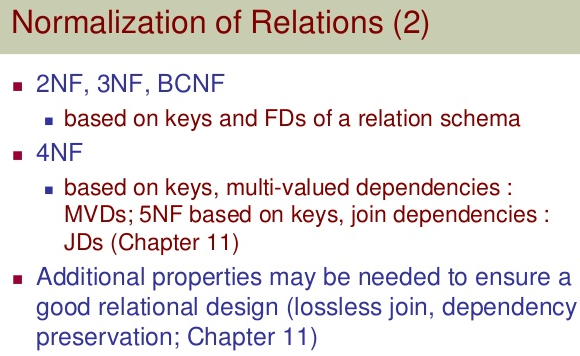 Normalization of Relations (2)
2NF, 3NF, BCNF
based on keys and FDs of a relation schema
4NF
based on keys, multi-valued dependencies :
MVDs; 5NF based on keys, join dependencies :
JDs (Chapter 11)
Additional properties may be needed to ensure a
good relational design (lossless join, dependency
preservation; Chapter 11)